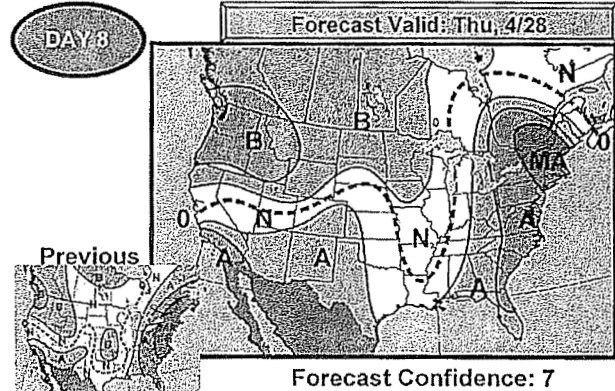 DAY 8
Forecast Valid: Thu, 4/28
N
B
B
MA
0
0
N
N
A
A
A
A
Previous
Forecast Confidence: 7